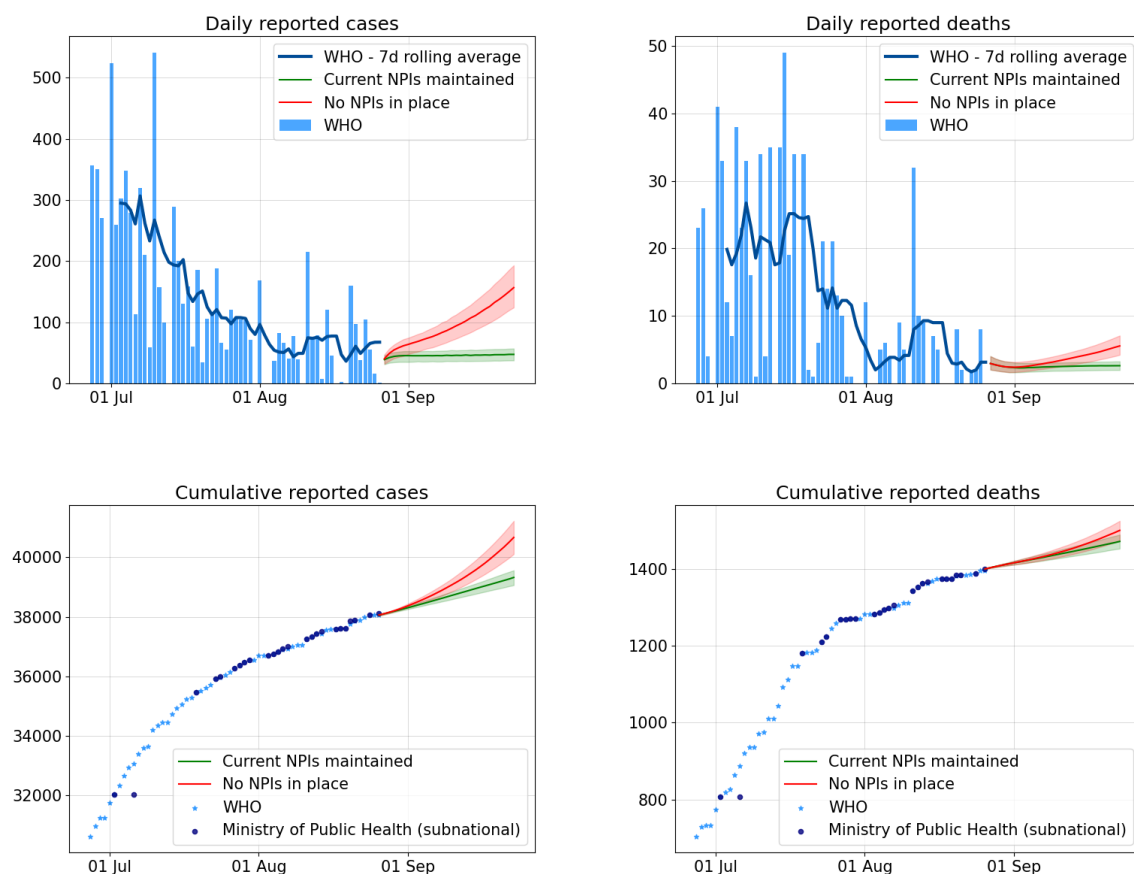 Daily reported cases
WHO - 7d rolling average
Current NPIs maintained
No NPIs in place
WHO
500
400
300
200
100
0
01 Jul
01 Aug
01 Sep
Daily reported deaths
WHO - 7d rolling average
Current NPIs maintained
No NPIs in place
WHO
50
40
30
20
10
0
01 Jul
01 Aug
01 Sep
Cumulative reported cases
40000
38000
36000
34000
32000
Current NPIs maintained
No NPIs in place
WHO
Ministry of Public Health (subnational)
01 Jul
01 Aug
01 Sep
Cumulative reported deaths
1400
1200
1000
800
Current NPIs maintained
No NPIs in place
WHO
Ministry of Public Health (subnational)
01 Jul
01 Aug
01 Sep